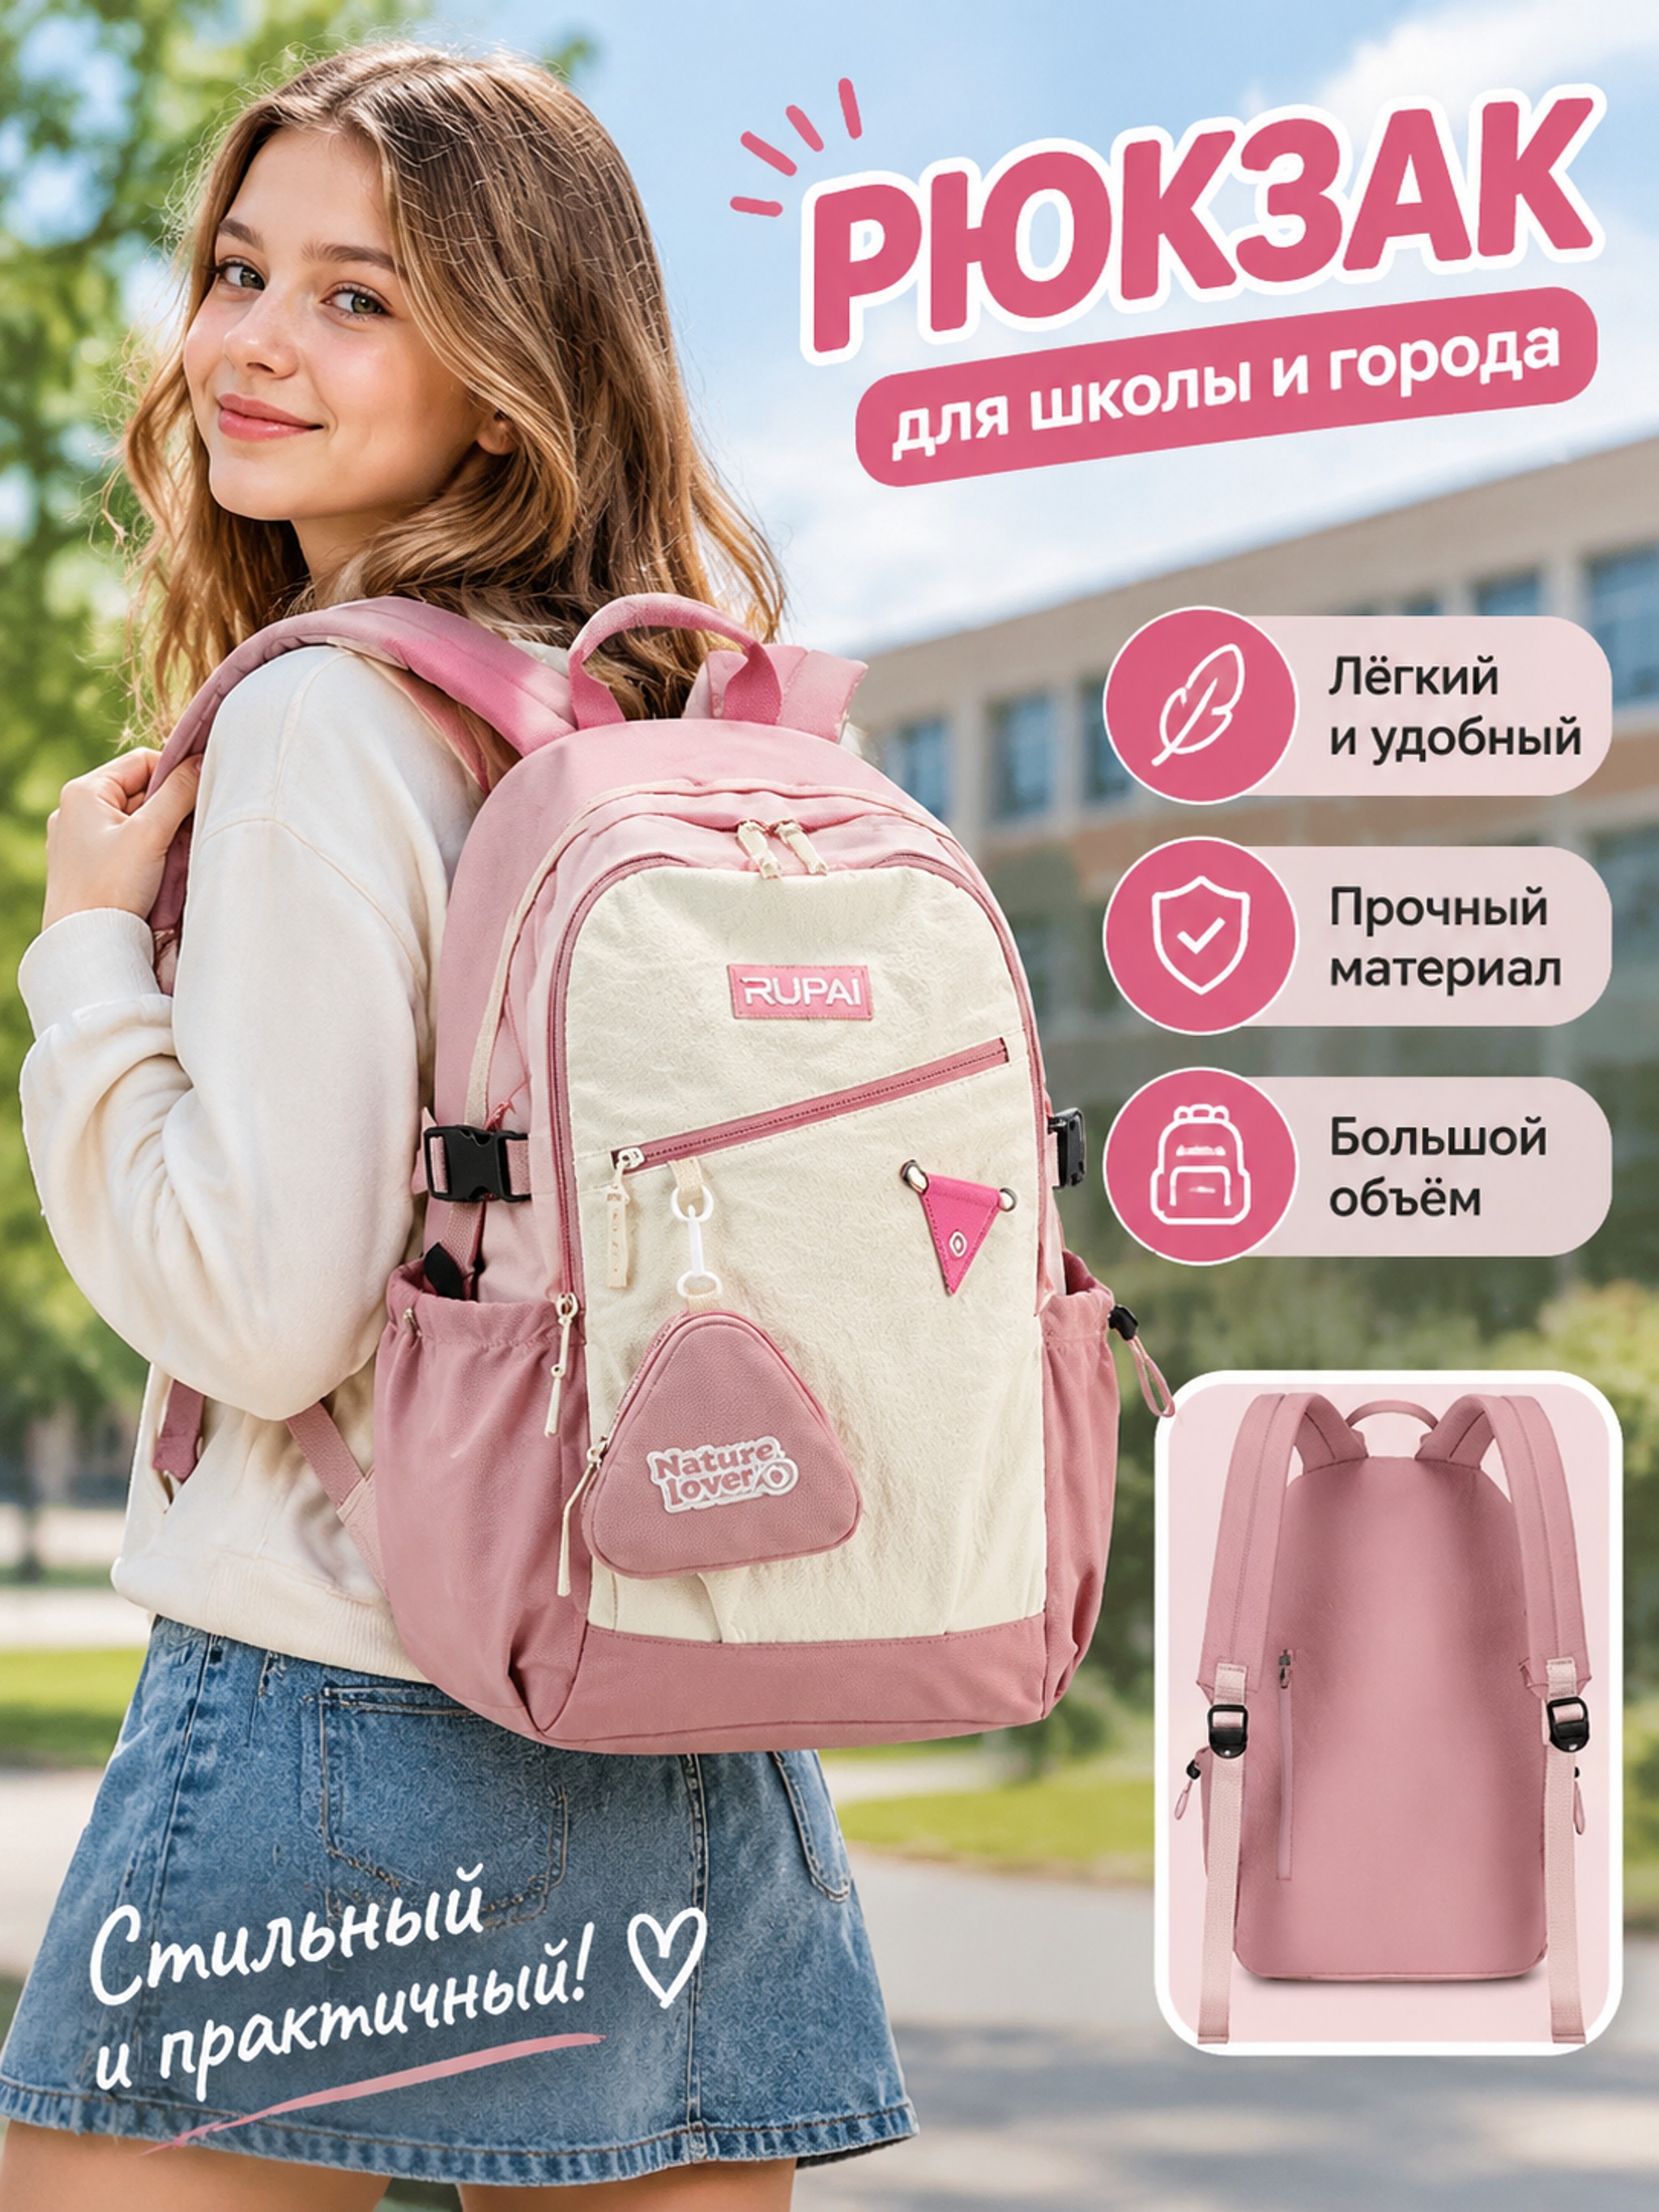 РЮКЗАК
для школы и города
Лёгкий
и удобный
Прочный
материал
Большой
объём
RUPAI
Nature
lover
Стильный
и практичный!